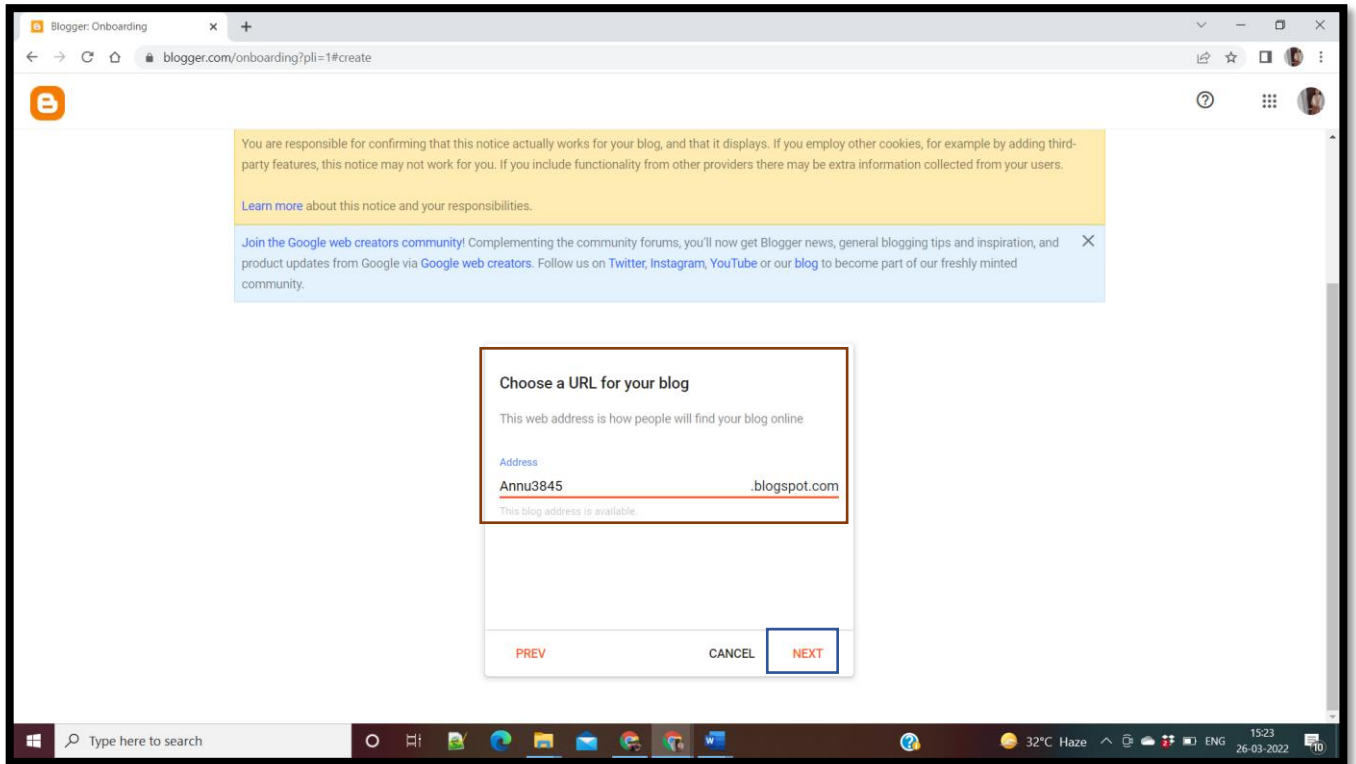 Blogger: Onboarding
blogger.com/onboarding?pli=1#create
You are responsible for confirming that this notice actually works for your blog, and that it displays. If you employ other cookies, for example by adding third-
party features, this notice may not work for you. If you include functionality from other providers there may be extra information collected from your users.
Learn more about this notice and your responsibilities.
Join the Google web creators community! Complementing the community forums, you'll now get Blogger news, general blogging tips and inspiration, and
product updates from Google via Google web creators. Follow us on Twitter, Instagram, YouTube or our blog to become part of our freshly minted
community.
Choose a URL for your blog
This web address is how people will find your blog online
Address
Annu3845 .blogspot.com
This blog address is available.
PREV CANCEL NEXT
Type here to search 32°C Haze ENG 15:23
26-03-2022 10